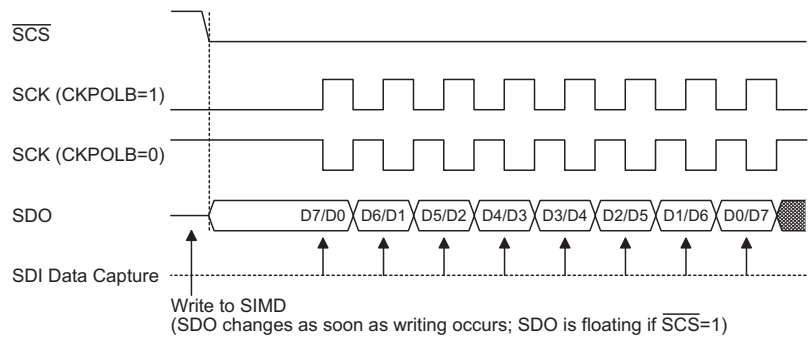 SCS
SCK (CKPOLB=1)
SCK (CKPOLB=0)
SDO D7/D0 D6/D1 D5/D2 D4/D3 D3/D4 D2/D5 D1/D6 D0/D7
SDI Data Capture
Write to SIMD
(SDO changes as soon as writing occurs; SDO is floating if SCS=1)